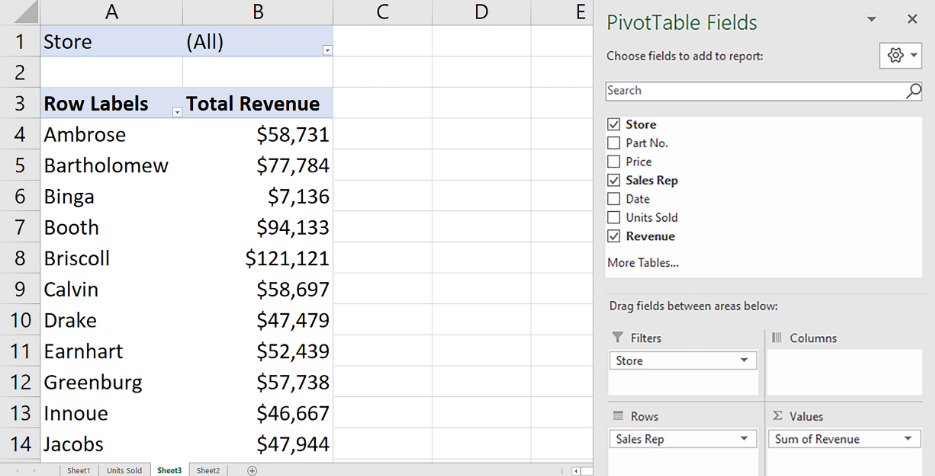 A B C D E
1 Store (All)
2
3 Row Labels Total Revenue
4 Ambrose $58,731
5 Bartholomew $77,784
6 Binga $7,136
7 Booth $94,133
8 Briscoll $121,121
9 Calvin $58,697
10 Drake $47,479
11 Earnhart $52,439
12 Greenburg $57,738
13 Innoue $46,667
14 Jacobs $47,944
Sheet1 Units Sold Sheet3 Sheet2
PivotTable Fields
Choose fields to add to report:
Search
Store
Part No.
Price
Sales Rep
Date
Units Sold
Revenue
More Tables...
Drag fields between areas below:
Filters
Store
Columns
Rows
Sales Rep
Σ Values
Sum of Revenue